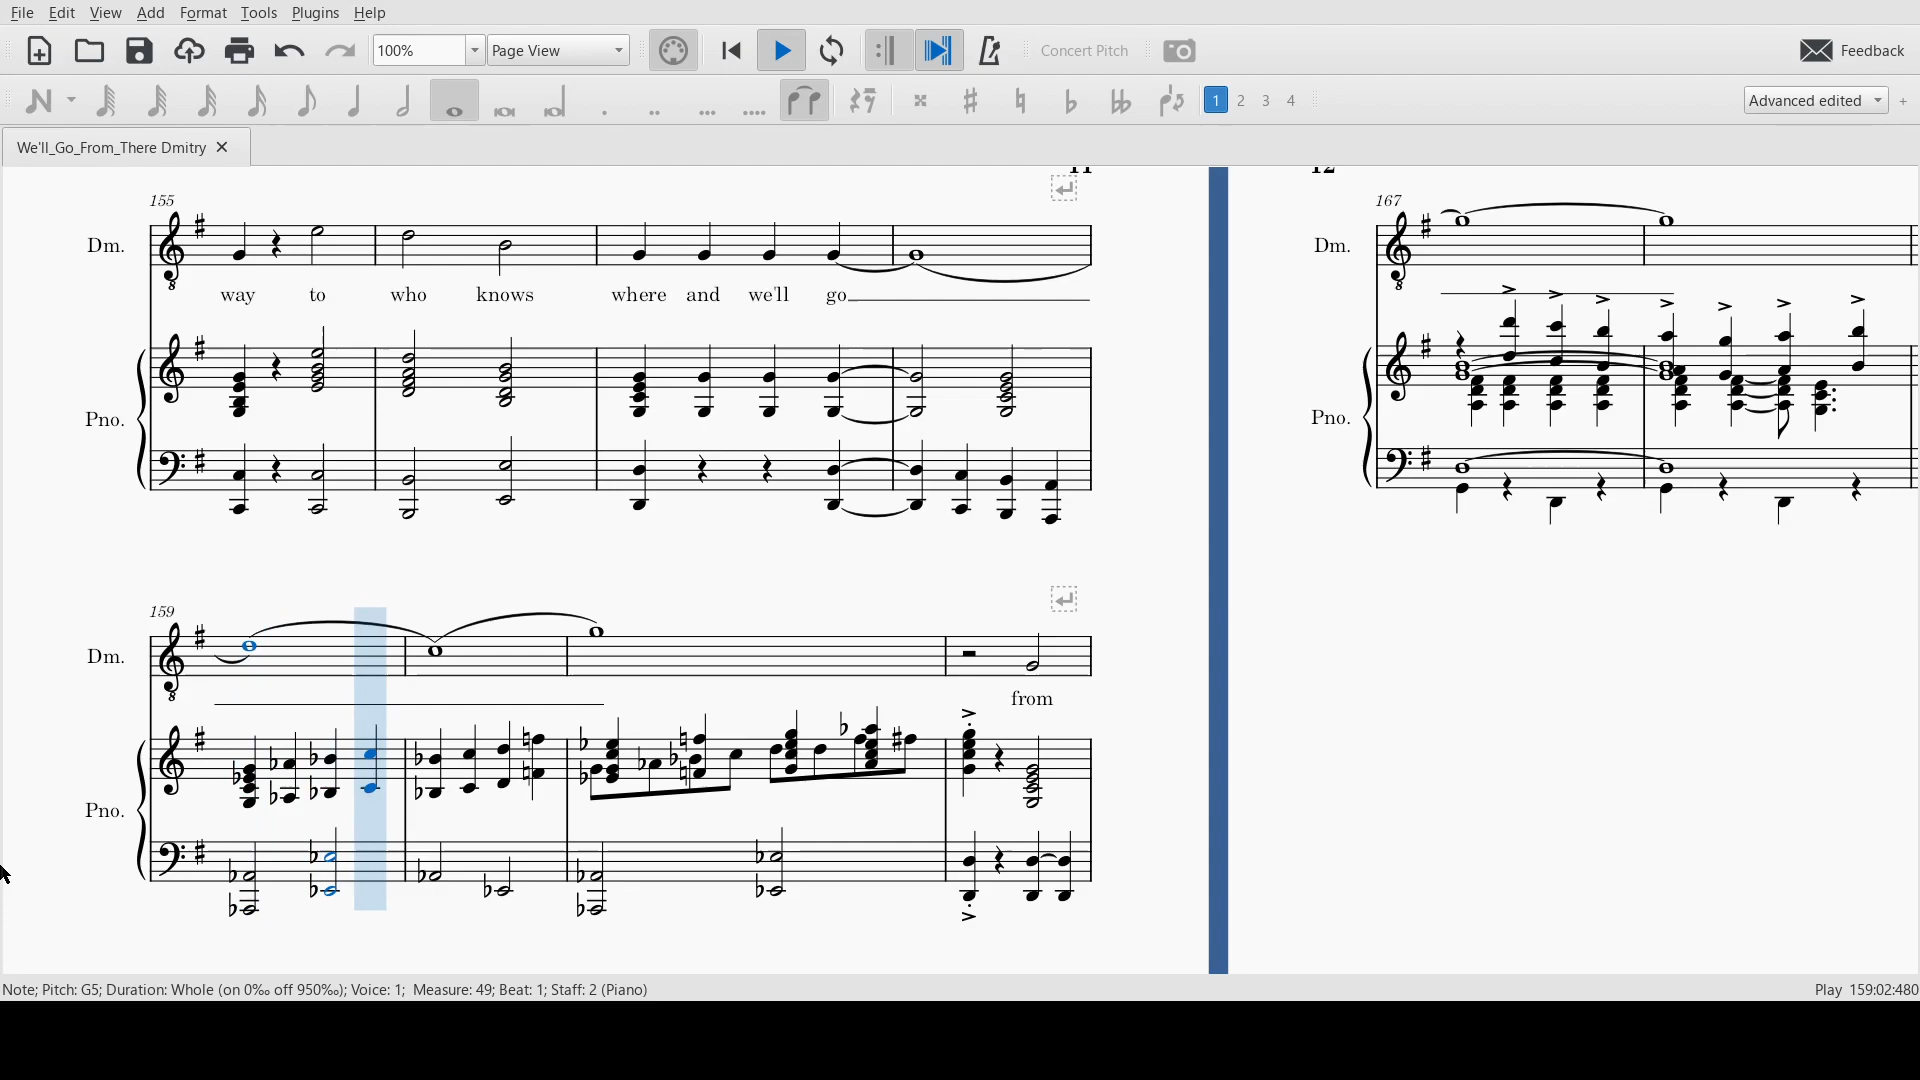 File Edit View Add Format Tools Plugins Help
100% Page View Concert Pitch Feedback
1 2 3 4 Advanced edited +
We'll_Go_From_There Dmitry
11 12
155
Dm.
way to who knows where and we'll go
Pno.
167
Dm.
Pno.
159
Dm.
from
Pno.
Note; Pitch: G5; Duration: Whole (on 0‰ off 950‰); Voice: 1; Measure: 49; Beat: 1; Staff: 2 (Piano) Play 159:02:480